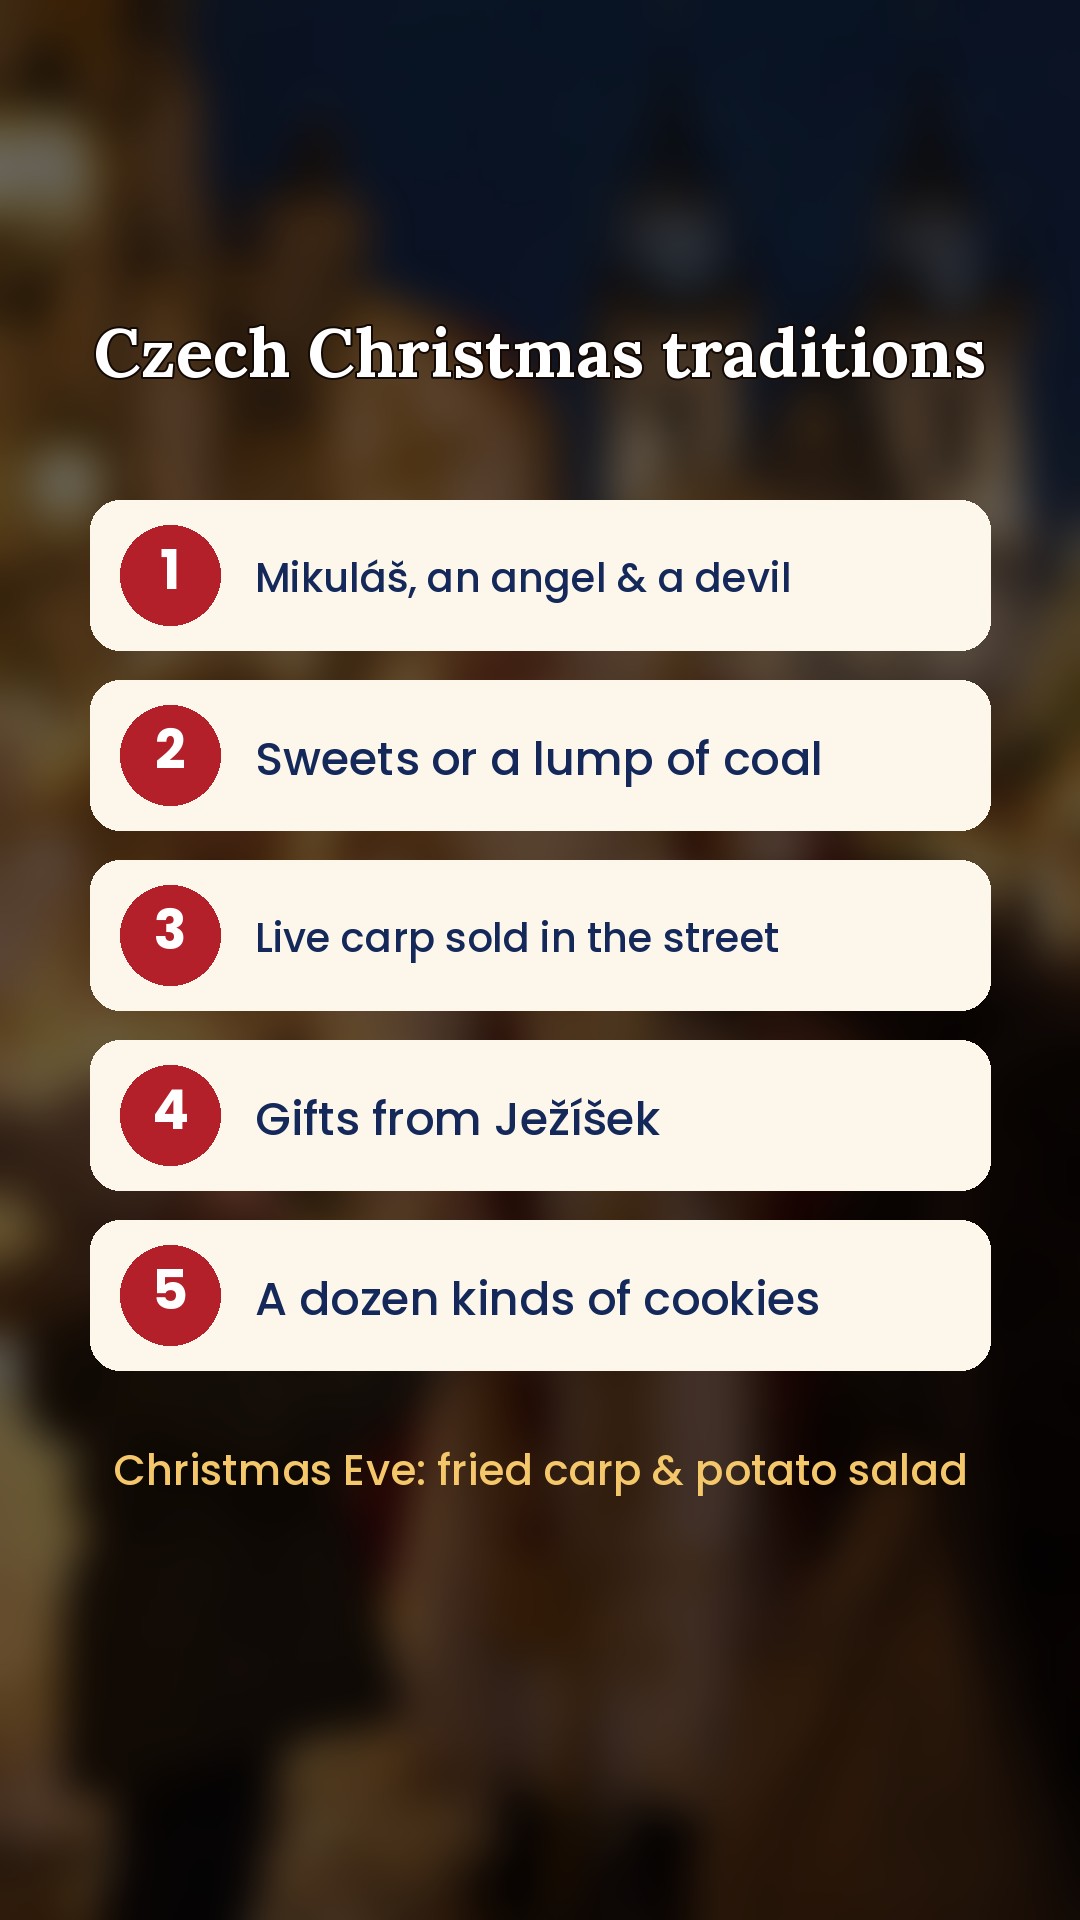 Czech Christmas traditions
1 Mikuláš, an angel & a devil
2 Sweets or a lump of coal
3 Live carp sold in the street
4 Gifts from Ježíšek
5 A dozen kinds of cookies
Christmas Eve: fried carp & potato salad